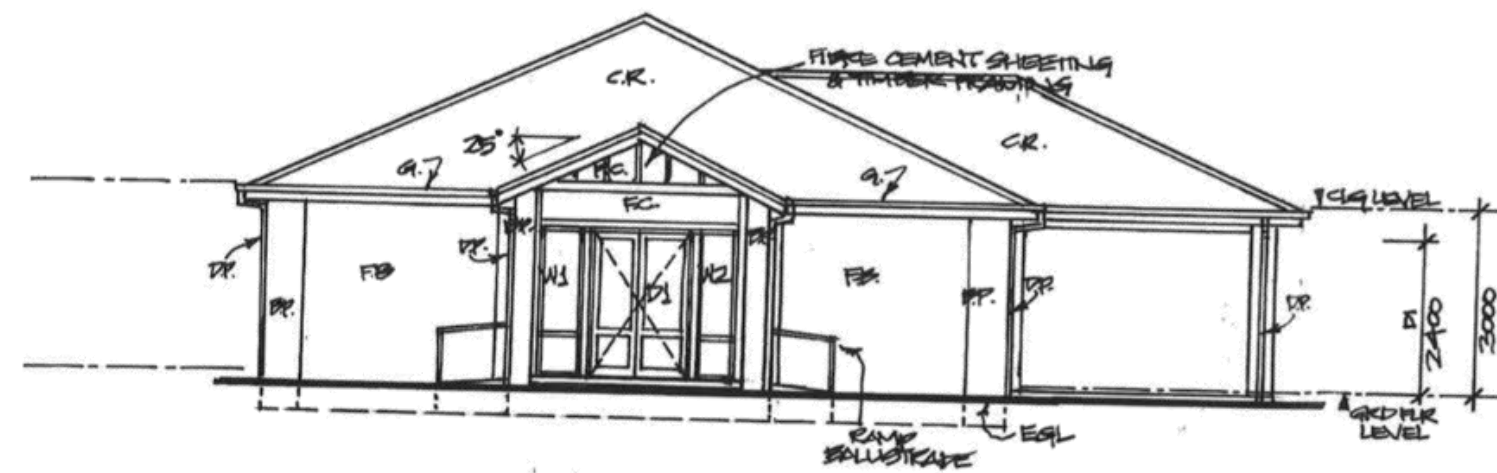 FIBRE CEMENT SHEETING
& TIMBER FRAMING
C.R.
C.R.
25°
G.
F.C.
G.
F.C.
CLG LEVEL
B.P.
B.P.
D.P.
D.P.
F.B
W1
D1
W2
F.B.
B.P.
B.P.
D.P.
D.P.
D1
2400
3000
GRD FLR
LEVEL
EGL
RAMP
BALUSTRADE